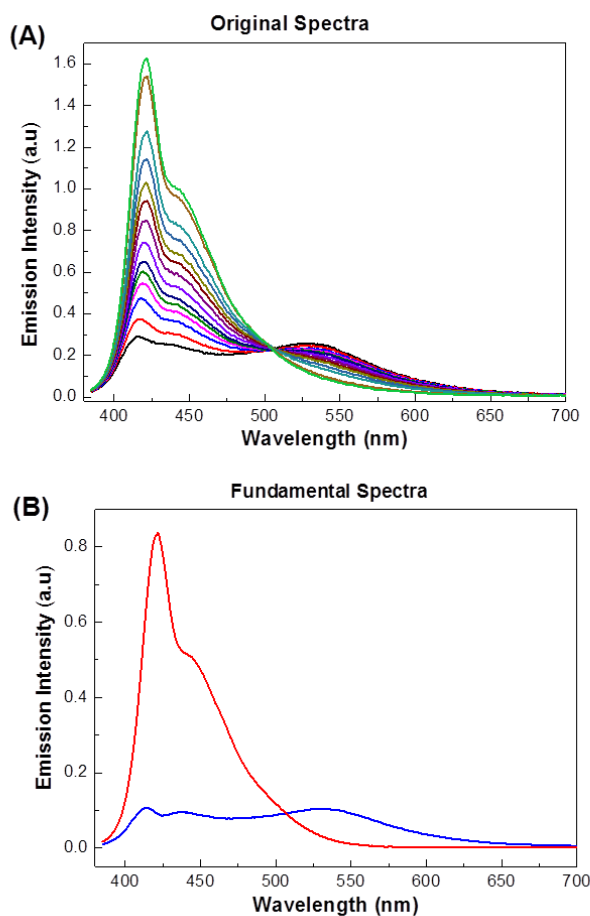 (A)
Original Spectra
1.6
1.4
1.2
1.0
0.8
0.6
0.4
0.2
0.0
Emission Intensity (a.u)
400 450 500 550 600 650 700
Wavelength (nm)
(B)
Fundamental Spectra
0.8
0.6
0.4
0.2
0.0
Emission Intensity (a.u)
400 450 500 550 600 650 700
Wavelength (nm)